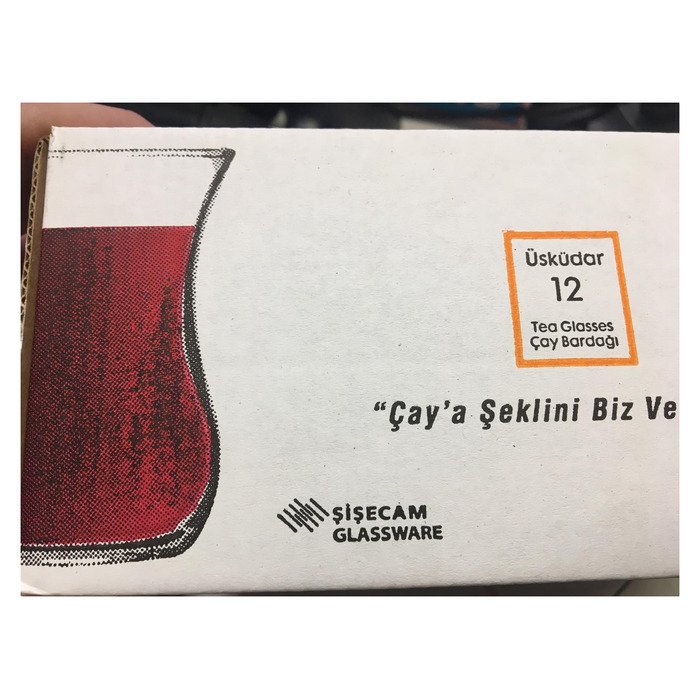 Üsküdar
12
Tea Glasses
Çay Bardağı
"Çay'a Şeklini Biz Ve
ŞİŞECAM
GLASSWARE